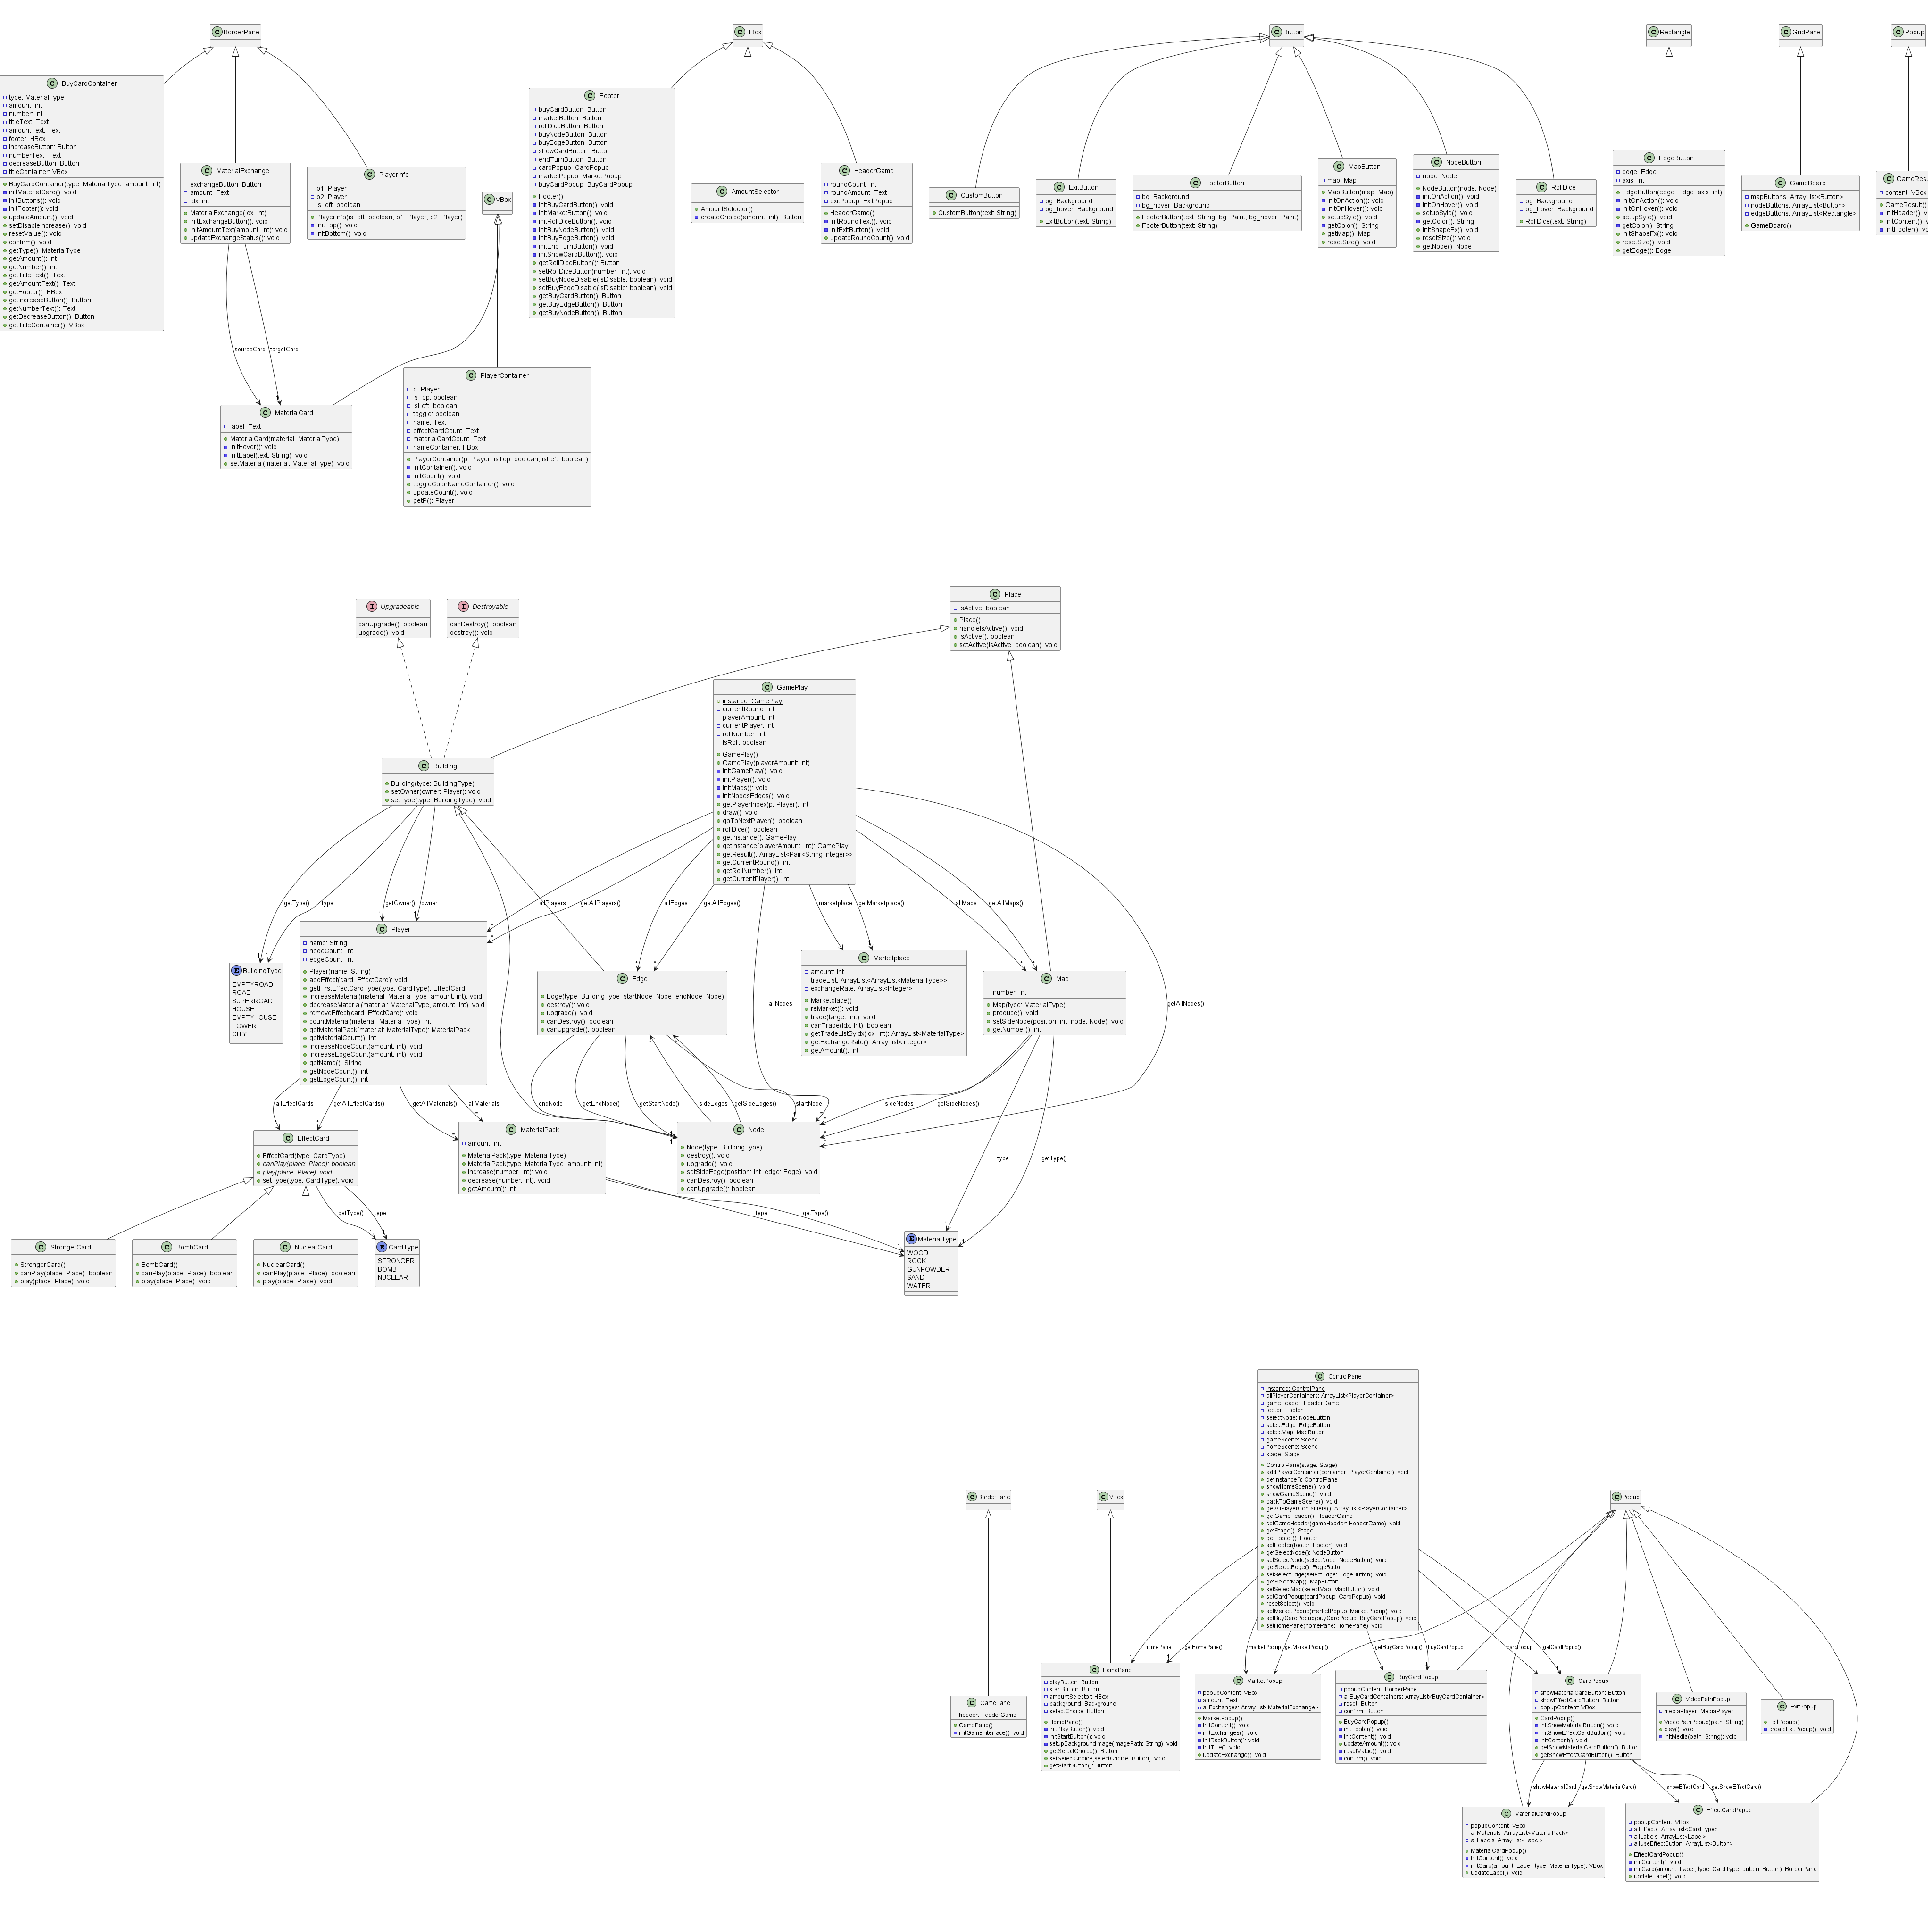 BorderPane
BuyCardContainer
type: MaterialType
amount: int
number: int
titleText: Text
amountText: Text
footer: HBox
increaseButton: Button
numberText: Text
decreaseButton: Button
titleContainer: VBox
BuyCardContainer(type: MaterialType, amount: int)
initMaterialCard(): void
initButtons(): void
initFooter(): void
updateAmount(): void
setDisableIncrease(): void
resetValue(): void
confirm(): void
getType(): MaterialType
getAmount(): int
getNumber(): int
getTitleText(): Text
getAmountText(): Text
getFooter(): HBox
getIncreaseButton(): Button
getNumberText(): Text
getDecreaseButton(): Button
getTitleContainer(): VBox
MaterialExchange
exchangeButton: Button
amount: Text
idx: int
MaterialExchange(idx: int)
initExchangeButton(): void
initAmountText(amount: int): void
updateExchangeStatus(): void
PlayerInfo
p1: Player
p2: Player
isLeft: boolean
PlayerInfo(isLeft: boolean, p1: Player, p2: Player)
initTop(): void
initBottom(): void
VBox
sourceCard
targetCard
MaterialCard
label: Text
MaterialCard(material: MaterialType)
initHover(): void
initLabel(text: String): void
setMaterial(material: MaterialType): void
PlayerContainer
p: Player
isTop: boolean
isLeft: boolean
toggle: boolean
name: Text
effectCardCount: Text
materialCardCount: Text
nameContainer: HBox
PlayerContainer(p: Player, isTop: boolean, isLeft: boolean)
initContainer(): void
initCount(): void
toggleColorNameContainer(): void
updateCount(): void
getP(): Player
HBox
Footer
buyCardButton: Button
marketButton: Button
rollDiceButton: Button
buyNodeButton: Button
buyEdgeButton: Button
showCardButton: Button
endTurnButton: Button
cardPopup: CardPopup
marketPopup: MarketPopup
buyCardPopup: BuyCardPopup
Footer()
initBuyCardButton(): void
initMarketButton(): void
initRollDiceButton(): void
initBuyNodeButton(): void
initBuyEdgeButton(): void
initEndTurnButton(): void
initShowCardButton(): void
getRollDiceButton(): Button
setRollDiceButton(number: int): void
setBuyNodeDisable(isDisable: boolean): void
setBuyEdgeDisable(isDisable: boolean): void
getBuyCardButton(): Button
getBuyEdgeButton(): Button
getBuyNodeButton(): Button
AmountSelector
AmountSelector()
createChoice(amount: int): Button
HeaderGame
roundCount: int
roundAmount: Text
exitPopup: ExitPopup
HeaderGame()
initRoundText(): void
initExitButton(): void
updateRoundCount(): void
Button
CustomButton
CustomButton(text: String)
ExitButton
bg: Background
bg_hover: Background
ExitButton(text: String)
FooterButton
bg: Background
bg_hover: Background
FooterButton(text: String, bg: Paint, bg_hover: Paint)
FooterButton(text: String)
MapButton
map: Map
MapButton(map: Map)
initOnAction(): void
initOnHover(): void
setupSyle(): void
getColor(): String
getMap(): Map
resetSize(): void
NodeButton
node: Node
NodeButton(node: Node)
initOnAction(): void
initOnHover(): void
setupSyle(): void
getColor(): String
initShapeFx(): void
resetSize(): void
getNode(): Node
RollDice
bg: Background
bg_hover: Background
RollDice(text: String)
Rectangle
EdgeButton
edge: Edge
axis: int
EdgeButton(edge: Edge, axis: int)
initOnAction(): void
initOnHover(): void
setupSyle(): void
getColor(): String
initShapeFx(): void
resetSize(): void
getEdge(): Edge
GridPane
GameBoard
mapButtons: ArrayList<Button>
nodeButtons: ArrayList<Button>
edgeButtons: ArrayList<Rectangle>
GameBoard()
Popup
GameResu
content: VBox
GameResult()
initHeader(): v
initContent(): v
initFooter(): vc
Upgradeable
canUpgrade(): boolean
upgrade(): void
Destroyable
canDestroy(): boolean
destroy(): void
Place
isActive: boolean
Place()
handleIsActive(): void
isActive(): boolean
setActive(isActive: boolean): void
Building
Building(type: BuildingType)
setOwner(owner: Player): void
setType(type: BuildingType): void
GamePlay
instance: GamePlay
currentRound: int
playerAmount: int
currentPlayer: int
rollNumber: int
isRoll: boolean
GamePlay()
GamePlay(playerAmount: int)
initGamePlay(): void
initPlayer(): void
initMaps(): void
initNodesEdges(): void
getPlayerIndex(p: Player): int
draw(): void
goToNextPlayer(): boolean
rollDice(): boolean
getInstance(): GamePlay
getInstance(playerAmount: int): GamePlay
getResult(): ArrayList<Pair<String,Integer>>
getCurrentRound(): int
getRollNumber(): int
getCurrentPlayer(): int
getType()
type
getOwner()
owner
allPlayers
getAllPlayers()
allEdges
getAllEdges()
marketplace
getMarketplace()
allMaps
getAllMaps()
allNodes
getAllNodes()
BuildingType
EMPTYROAD
ROAD
SUPERROAD
HOUSE
EMPTYHOUSE
TOWER
CITY
Player
name: String
nodeCount: int
edgeCount: int
Player(name: String)
addEffect(card: EffectCard): void
getFirstEffectCardType(type: CardType): EffectCard
increaseMaterial(material: MaterialType, amount: int): void
decreaseMaterial(material: MaterialType, amount: int): void
removeEffect(card: EffectCard): void
countMaterial(material: MaterialType): int
getMaterialPack(material: MaterialType): MaterialPack
getMaterialCount(): int
increaseNodeCount(amount: int): void
increaseEdgeCount(amount: int): void
getName(): String
getNodeCount(): int
getEdgeCount(): int
Edge
Edge(type: BuildingType, startNode: Node, endNode: Node)
destroy(): void
upgrade(): void
canDestroy(): boolean
canUpgrade(): boolean
Marketplace
amount: int
tradeList: ArrayList<ArrayList<MaterialType>>
exchangeRate: ArrayList<Integer>
Marketplace()
reMarket(): void
trade(target: int): void
canTrade(idx: int): boolean
getTradeListByIdx(idx: int): ArrayList<MaterialType>
getExchangeRate(): ArrayList<Integer>
getAmount(): int
Map
number: int
Map(type: MaterialType)
produce(): void
setSideNode(position: int, node: Node): void
getNumber(): int
allEffectCards
getAllEffectCards()
getAllMaterials()
allMaterials
endNode
getEndNode()
getStartNode()
sideEdges
getSideEdges()
startNode
sideNodes
getSideNodes()
EffectCard
EffectCard(type: CardType)
canPlay(place: Place): boolean
play(place: Place): void
setType(type: CardType): void
MaterialPack
amount: int
MaterialPack(type: MaterialType)
MaterialPack(type: MaterialType, amount: int)
increase(number: int): void
decrease(number: int): void
getAmount(): int
Node
Node(type: BuildingType)
destroy(): void
upgrade(): void
setSideEdge(position: int, edge: Edge): void
canDestroy(): boolean
canUpgrade(): boolean
type
getType()
getType()
type
type
getType()
StrongerCard
StrongerCard()
canPlay(place: Place): boolean
play(place: Place): void
BombCard
BombCard()
canPlay(place: Place): boolean
play(place: Place): void
NuclearCard
NuclearCard()
canPlay(place: Place): boolean
play(place: Place): void
CardType
STRONGER
BOMB
NUCLEAR
MaterialType
WOOD
ROCK
GUNPOWDER
SAND
WATER
ControlPane
instance: ControlPane
allPlayerContainers: ArrayList<PlayerContainer>
gameHeader: HeaderGame
footer: Footer
selectNode: NodeButton
selectEdge: EdgeButton
selectMap: MapButton
gameScene: Scene
homeScene: Scene
stage: Stage
ControlPane(stage: Stage)
addPlayerContainer(container: PlayerContainer): void
getInstance(): ControlPane
showHomeScene(): void
showGameScene(): void
backToGameScene(): void
getAllPlayerContainers(): ArrayList<PlayerContainer>
getGameHeader(): HeaderGame
setGameHeader(gameHeader: HeaderGame): void
getStage(): Stage
getFooter(): Footer
setFooter(footer: Footer): void
getSelectNode(): NodeButton
setSelectNode(selectNode: NodeButton): void
getSelectEdge(): EdgeButton
setSelectEdge(selectEdge: EdgeButton): void
getSelectMap(): MapButton
setSelectMap(selectMap: MapButton): void
setCardPopup(cardPopup: CardPopup): void
resetSelect(): void
setMarketPopup(marketPopup: MarketPopup): void
setBuyCardPopup(buyCardPopup: BuyCardPopup): void
setHomePane(homePane: HomePane): void
BorderPane
VBox
Popup
homePane
getHomePane()
marketPopup
getMarketPopup()
getBuyCardPopup()
buyCardPopup
cardPopup
getCardPopup()
GamePane
header: HeaderGame
GamePane()
initGameInterface(): void
HomePane
playButton: Button
startButton: Button
amountSelector: HBox
background: Background
selectChoice: Button
HomePane()
initPlayButton(): void
initStartButton(): void
setupBackgroundImage(imagePath: String): void
getSelectChoice(): Button
setSelectChoice(selectChoice: Button): void
getStartButton(): Button
MarketPopup
popupContent: VBox
amount: Text
allExchanges: ArrayList<MaterialExchange>
MarketPopup()
initContent(): void
initExchanges(): void
initBackButton(): void
initTitle(): void
updateExchange(): void
BuyCardPopup
popupContent: BorderPane
allBuyCardContainers: ArrayList<BuyCardContainer>
reset: Button
confirm: Button
BuyCardPopup()
initFooter(): void
initContent(): void
updateAmount(): void
resetValue(): void
confirm(): void
CardPopup
showMaterialCardButton: Button
showEffectCardButton: Button
popupContent: VBox
CardPopup()
initShowMaterialButton(): void
initShowEffectCardButton(): void
initContent(): void
getShowMaterialCardButton(): Button
getShowEffectCardButton(): Button
VideoPathPopup
mediaPlayer: MediaPlayer
VideoPathPopup(path: String)
play(): void
initMedia(path: String): void
ExitPopup
ExitPopup()
createExitPopup(): void
showMaterialCard
getShowMaterialCard()
showEffectCard
getShowEffectCard()
MaterialCardPopup
popupContent: VBox
allMaterials: ArrayList<MaterialPack>
allLabels: ArrayList<Label>
MaterialCardPopup()
initContent(): void
initCard(amount: Label, type: MaterialType): VBox
updateLabel(): void
EffectCardPopup
popupContent: VBox
allEffects: ArrayList<CardType>
allLabels: ArrayList<Label>
allUseEffectButton: ArrayList<Button>
EffectCardPopup()
initContent(): void
initCard(amount: Label, type: CardType, button: Button): BorderPane
updateLabel(): void